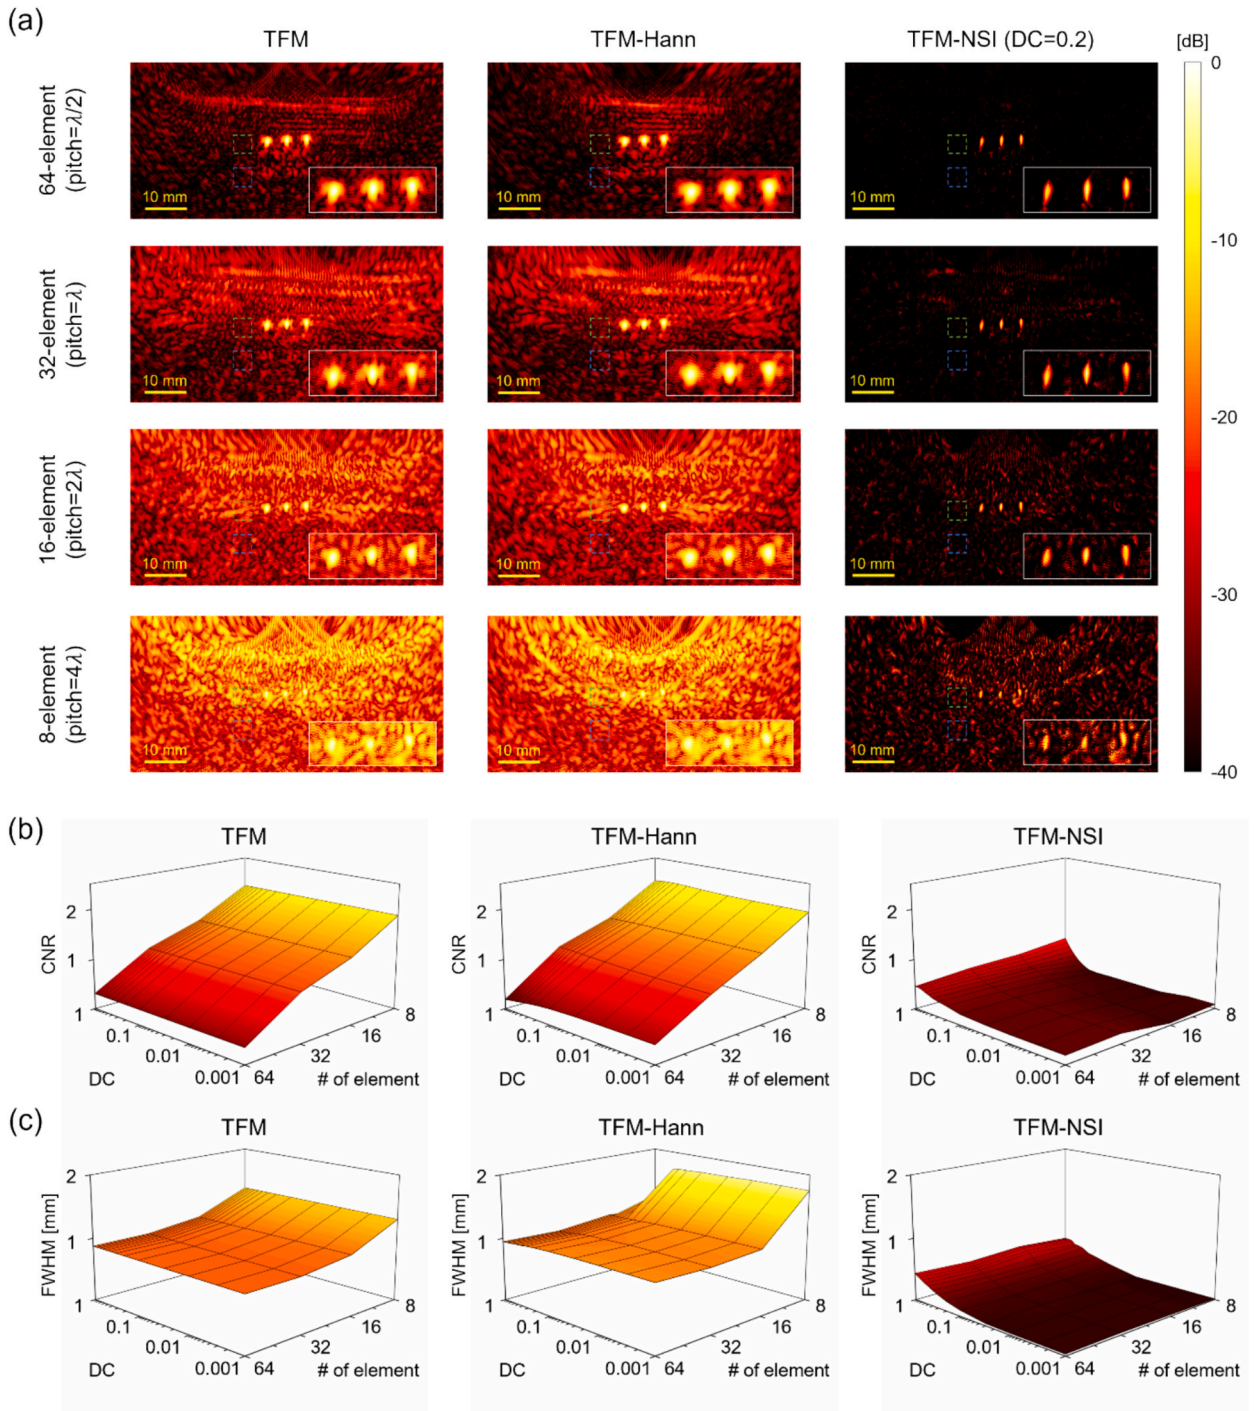 (a)
TFM
TFM-Hann
TFM-NSI (DC=0.2)
[dB]
0
-10
-20
-30
-40
64-element
(pitch=λ/2)
10 mm
10 mm
10 mm
32-element
(pitch=λ)
10 mm
10 mm
10 mm
16-element
(pitch=2λ)
10 mm
10 mm
10 mm
8-element
(pitch=4λ)
10 mm
10 mm
10 mm
(b)
TFM
CNR
2
1
1
0.1
0.01
0.001
DC
64
32
16
8
# of element
TFM-Hann
CNR
2
1
1
0.1
0.01
0.001
DC
64
32
16
8
# of element
TFM-NSI
CNR
2
1
1
0.1
0.01
0.001
DC
64
32
16
8
# of element
(c)
TFM
FWHM [mm]
2
1
1
0.1
0.01
0.001
DC
64
32
16
8
# of element
TFM-Hann
FWHM [mm]
2
1
1
0.1
0.01
0.001
DC
64
32
16
8
# of element
TFM-NSI
FWHM [mm]
2
1
1
0.1
0.01
0.001
DC
64
32
16
8
# of element